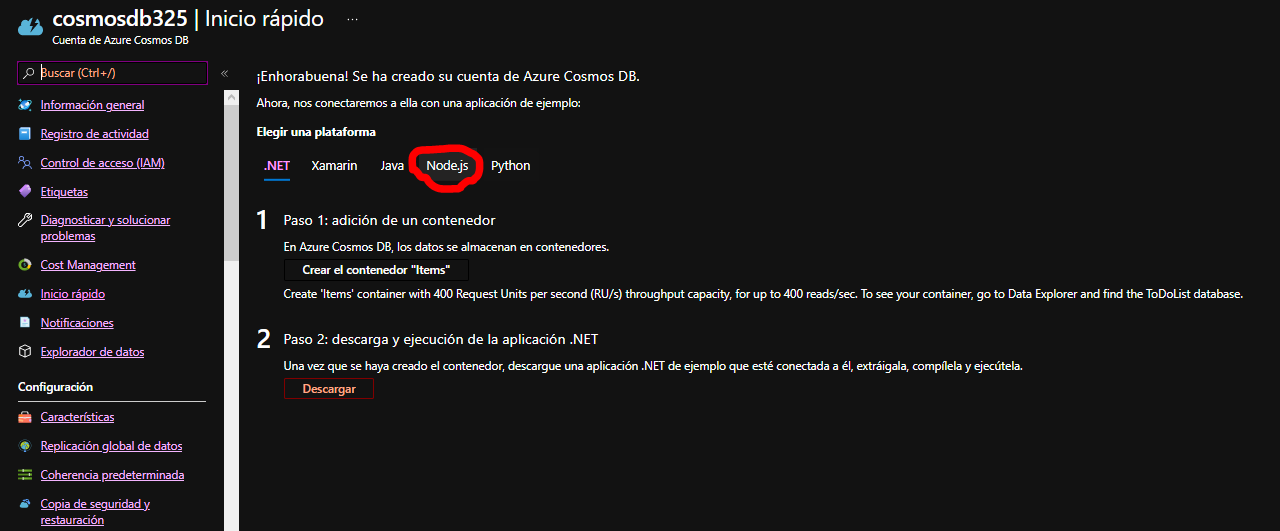 cosmosdb325 | Inicio rápido ...
Cuenta de Azure Cosmos DB
Buscar (Ctrl+/)
«
Información general
Registro de actividad
Control de acceso (IAM)
Etiquetas
Diagnosticar y solucionar
problemas
Cost Management
Inicio rápido
Notificaciones
Explorador de datos
Configuración
Características
Replicación global de datos
Coherencia predeterminada
Copia de seguridad y
restauración
¡Enhorabuena! Se ha creado su cuenta de Azure Cosmos DB.
Ahora, nos conectaremos a ella con una aplicación de ejemplo:
Elegir una plataforma
.NET Xamarin Java Node.js Python
1 Paso 1: adición de un contenedor
En Azure Cosmos DB, los datos se almacenan en contenedores.
Crear el contenedor "Items"
Create 'Items' container with 400 Request Units per second (RU/s) throughput capacity, for up to 400 reads/sec. To see your container, go to Data Explorer and find the ToDoList database.
2 Paso 2: descarga y ejecución de la aplicación .NET
Una vez que se haya creado el contenedor, descargue una aplicación .NET de ejemplo que esté conectada a él, extráigala, compílela y ejecútela.
Descargar